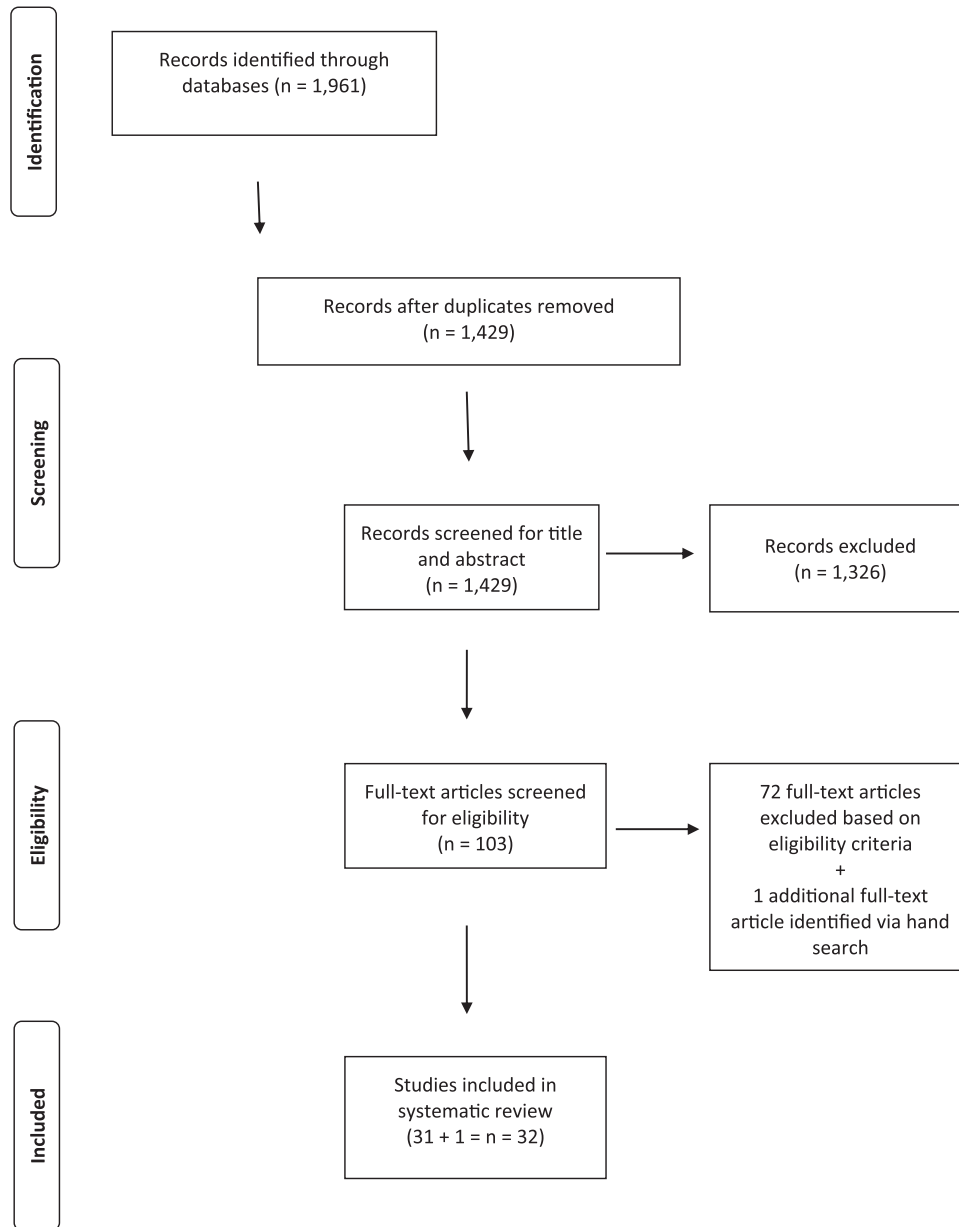 Identification
Records identified through
databases (n = 1,961)
Records after duplicates removed
(n = 1,429)
Screening
Records screened for title
and abstract
(n = 1,429)
Records excluded
(n = 1,326)
Eligibility
Full-text articles screened
for eligibility
(n = 103)
72 full-text articles
excluded based on
eligibility criteria
+
1 additional full-text
article identified via hand
search
Included
Studies included in
systematic review
(31 + 1 = n = 32)